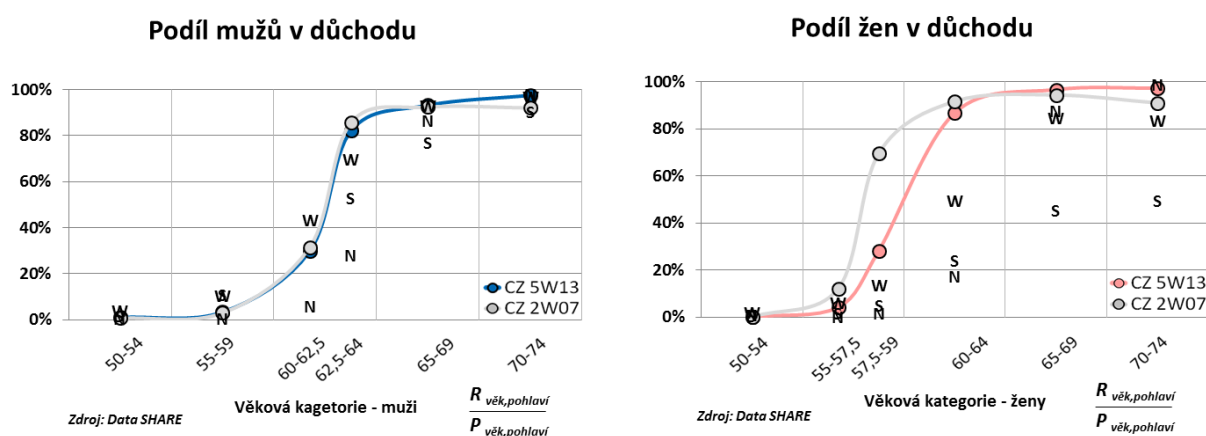 Podíl mužů v důchodu
100%
80%
60%
40%
20%
0%
W
S
N
W
S
N
W
N
W
S
N
W
N
S
W
S
CZ 5W13
CZ 2W07
50-54
55-59
60-62,5
62,5-64
65-69
70-74
Věková kagetorie - muži
R věk,pohlaví
P věk,pohlaví
Zdroj: Data SHARE
Podíl žen v důchodu
100%
80%
60%
40%
20%
0%
W
W
N
W
S
N
W
S
N
N
W
S
N
W
S
CZ 5W13
CZ 2W07
50-54
55-57,5
57,5-59
60-64
65-69
70-74
Věková kategorie - ženy
R věk,pohlaví
P věk,pohlaví
Zdroj: Data SHARE